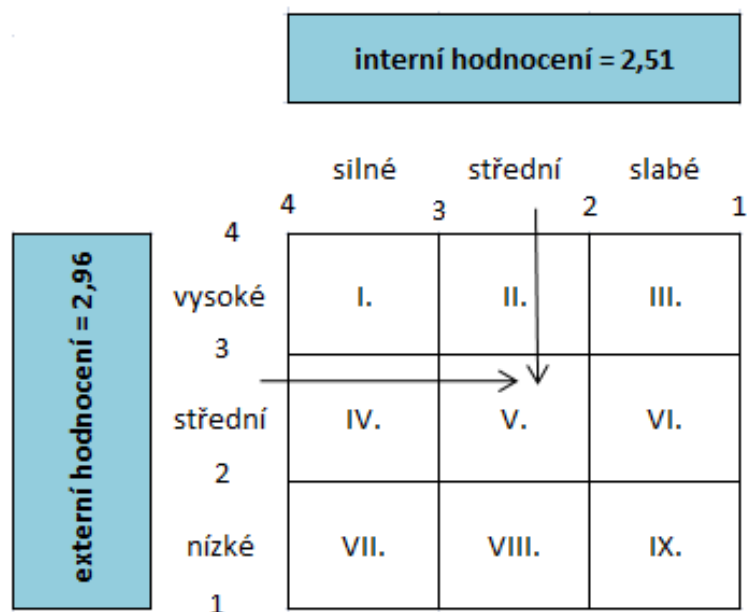 interní hodnocení = 2,51
silné střední slabé
4 3 2 1
externí hodnocení = 2,96
4
vysoké I. II. III.
3
střední IV. V. VI.
2
nízké VII. VIII. IX.
1